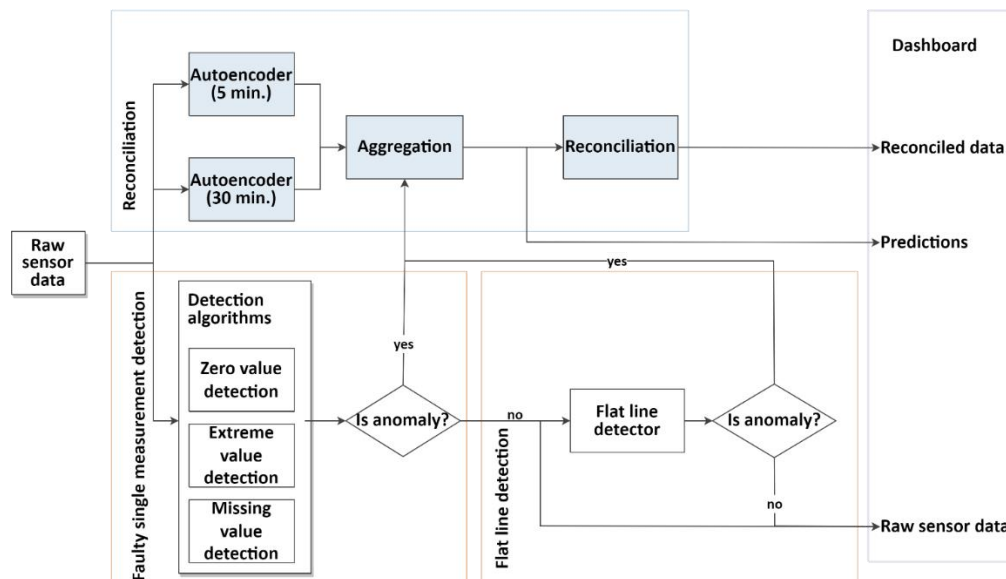 Dashboard
Reconciliation
Autoencoder
(5 min.)
Autoencoder
(30 min.)
Aggregation
Reconciliation
Reconciled data
Predictions
Raw
sensor
data
Faulty single measurement detection
Detection
algorithms
Zero value
detection
Extreme
value
detection
Missing
value
detection
Is anomaly?
yes
no
Flat line detection
Flat line
detector
Is anomaly?
yes
no
Raw sensor data